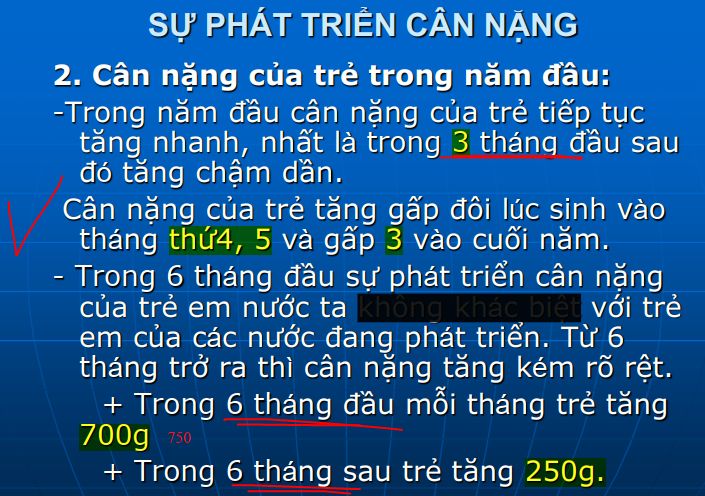 SỰ PHÁT TRIỂN CÂN NẶNG
2. Cân nặng của trẻ trong năm đầu:
-Trong năm đầu cân nặng của trẻ tiếp tục
tăng nhanh, nhất là trong 3 tháng đầu sau
đó tăng chậm dần.
Cân nặng của trẻ tăng gấp đôi lúc sinh vào
tháng thứ4, 5 và gấp 3 vào cuối năm.
- Trong 6 tháng đầu sự phát triển cân nặng
của trẻ em nước ta không khác biệt với trẻ
em của các nước đang phát triển. Từ 6
tháng trở ra thì cân nặng tăng kém rõ rệt.
+ Trong 6 tháng đầu mỗi tháng trẻ tăng
700g 750
+ Trong 6 tháng sau trẻ tăng 250g.